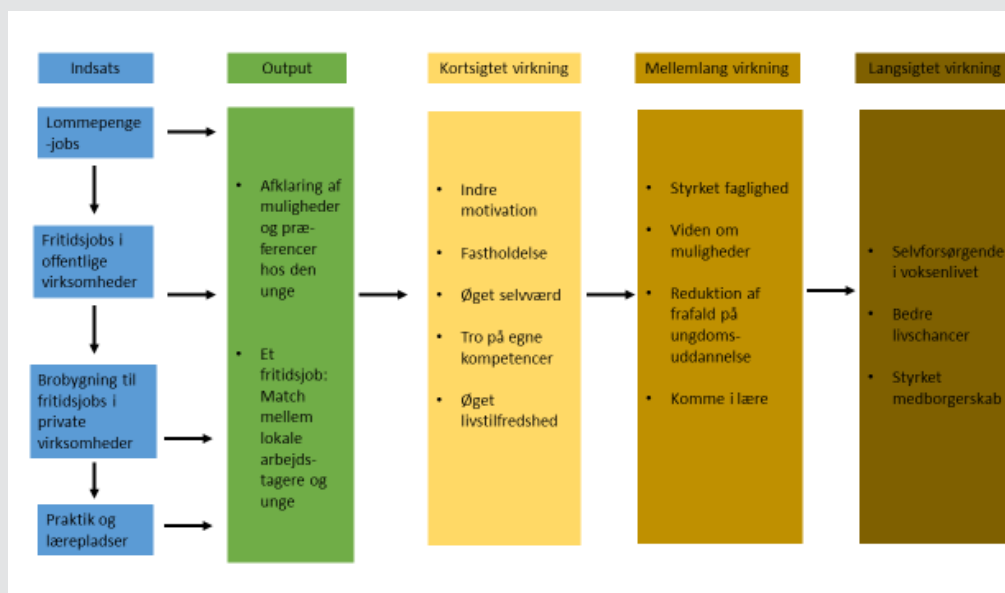 Indsats
Lommepenge
-jobs
Fritidsjobs i
offentlige
virksomheder
Brobygning til
fritidsjobs i
private
virksomheder
Praktik og
lærepladser
Output
• Afklaring af
muligheder
og præ-
ferencer
hos den
unge
• Et
fritidsjob:
Match
mellem
lokale
arbejds-
tagere og
unge
Kortsigtet virkning
• Indre
motivation
• Fastholdelse
• Øget selvværd
• Tro på egne
kompetencer
• Øget
livstilfredshed
Mellemlang virkning
• Styrket faglighed
• Viden om
muligheder
• Reduktion af
frafald på
ungdoms-
uddannelse
• Komme i lære
Langsigtet virkning
• Selvforsørgende
i voksenlivet
• Bedre
livschancer
• Styrket
medborgerskab